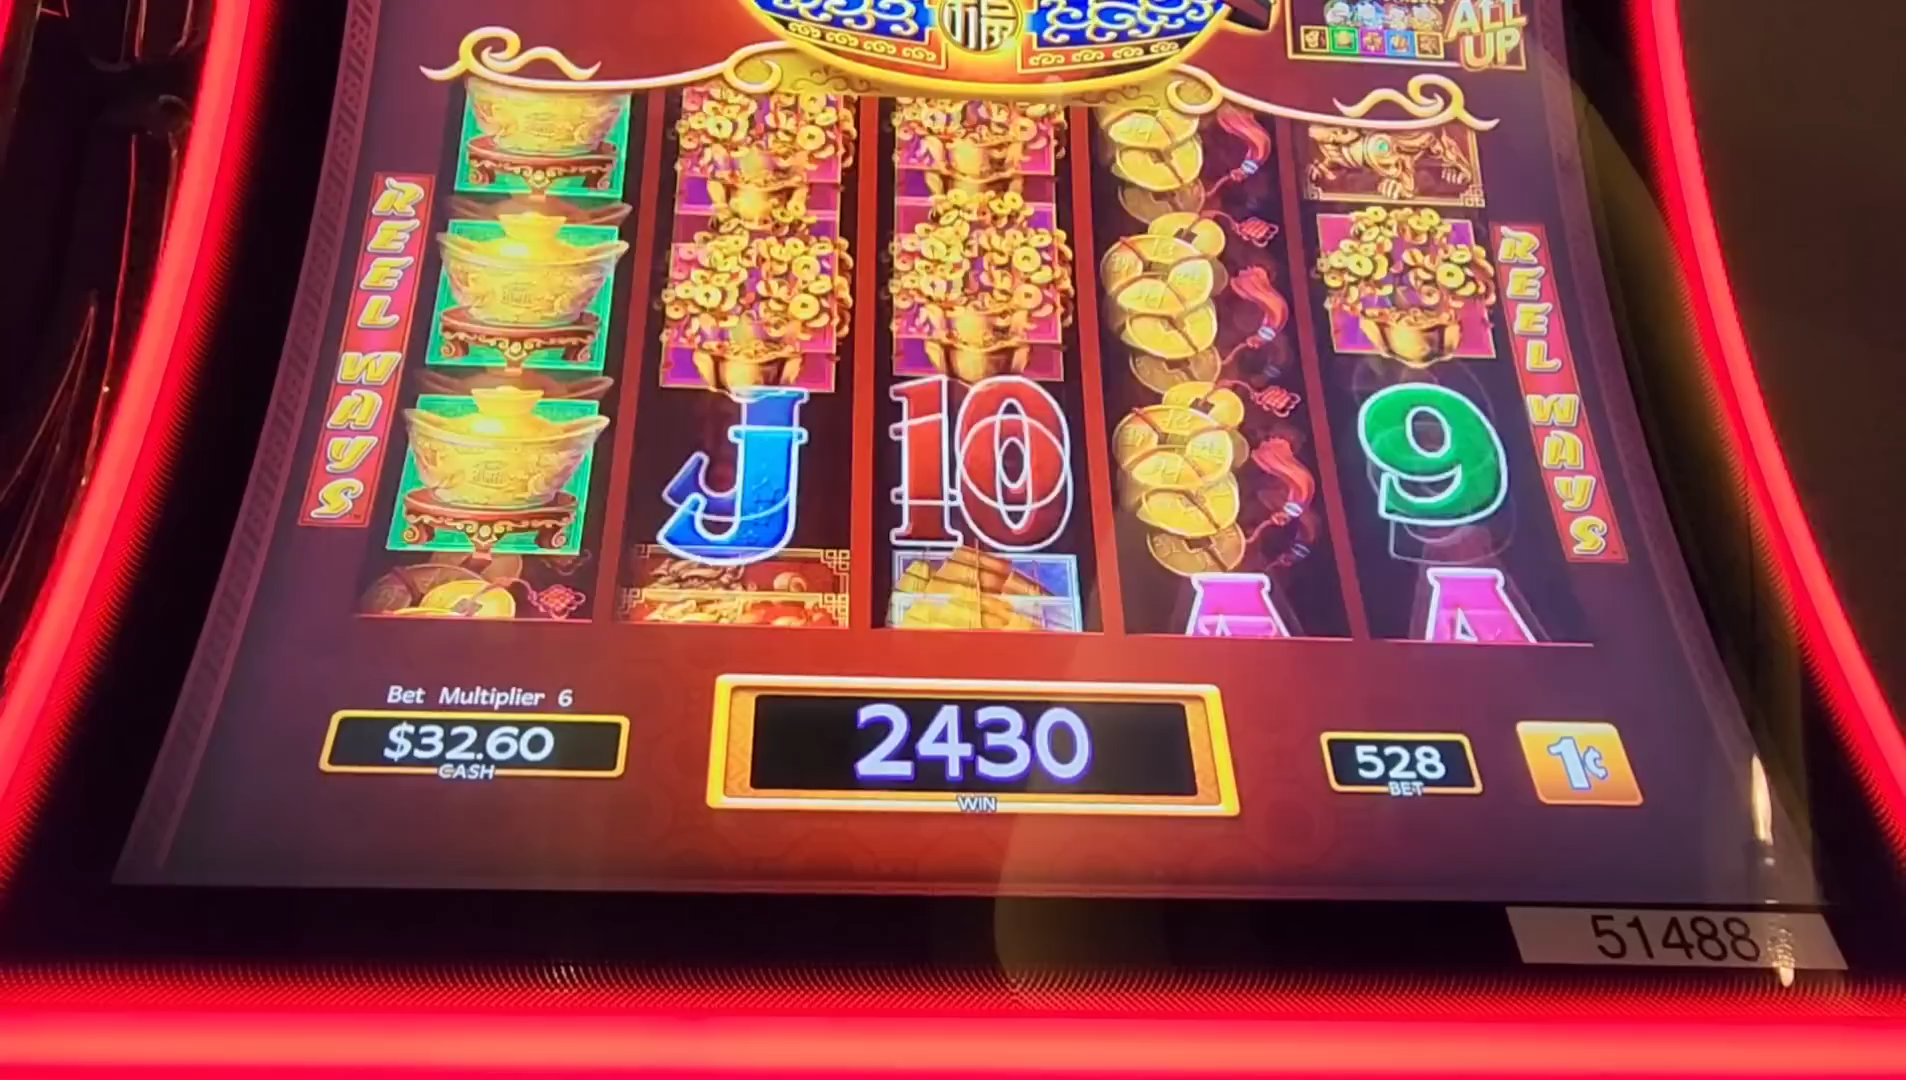 福
ALL
UP
REEL WAYS
REEL WAYS
J
10
9
A
A
Bet Multiplier 6
$32.60
CASH
2430
WIN
528
BET
1¢
51488